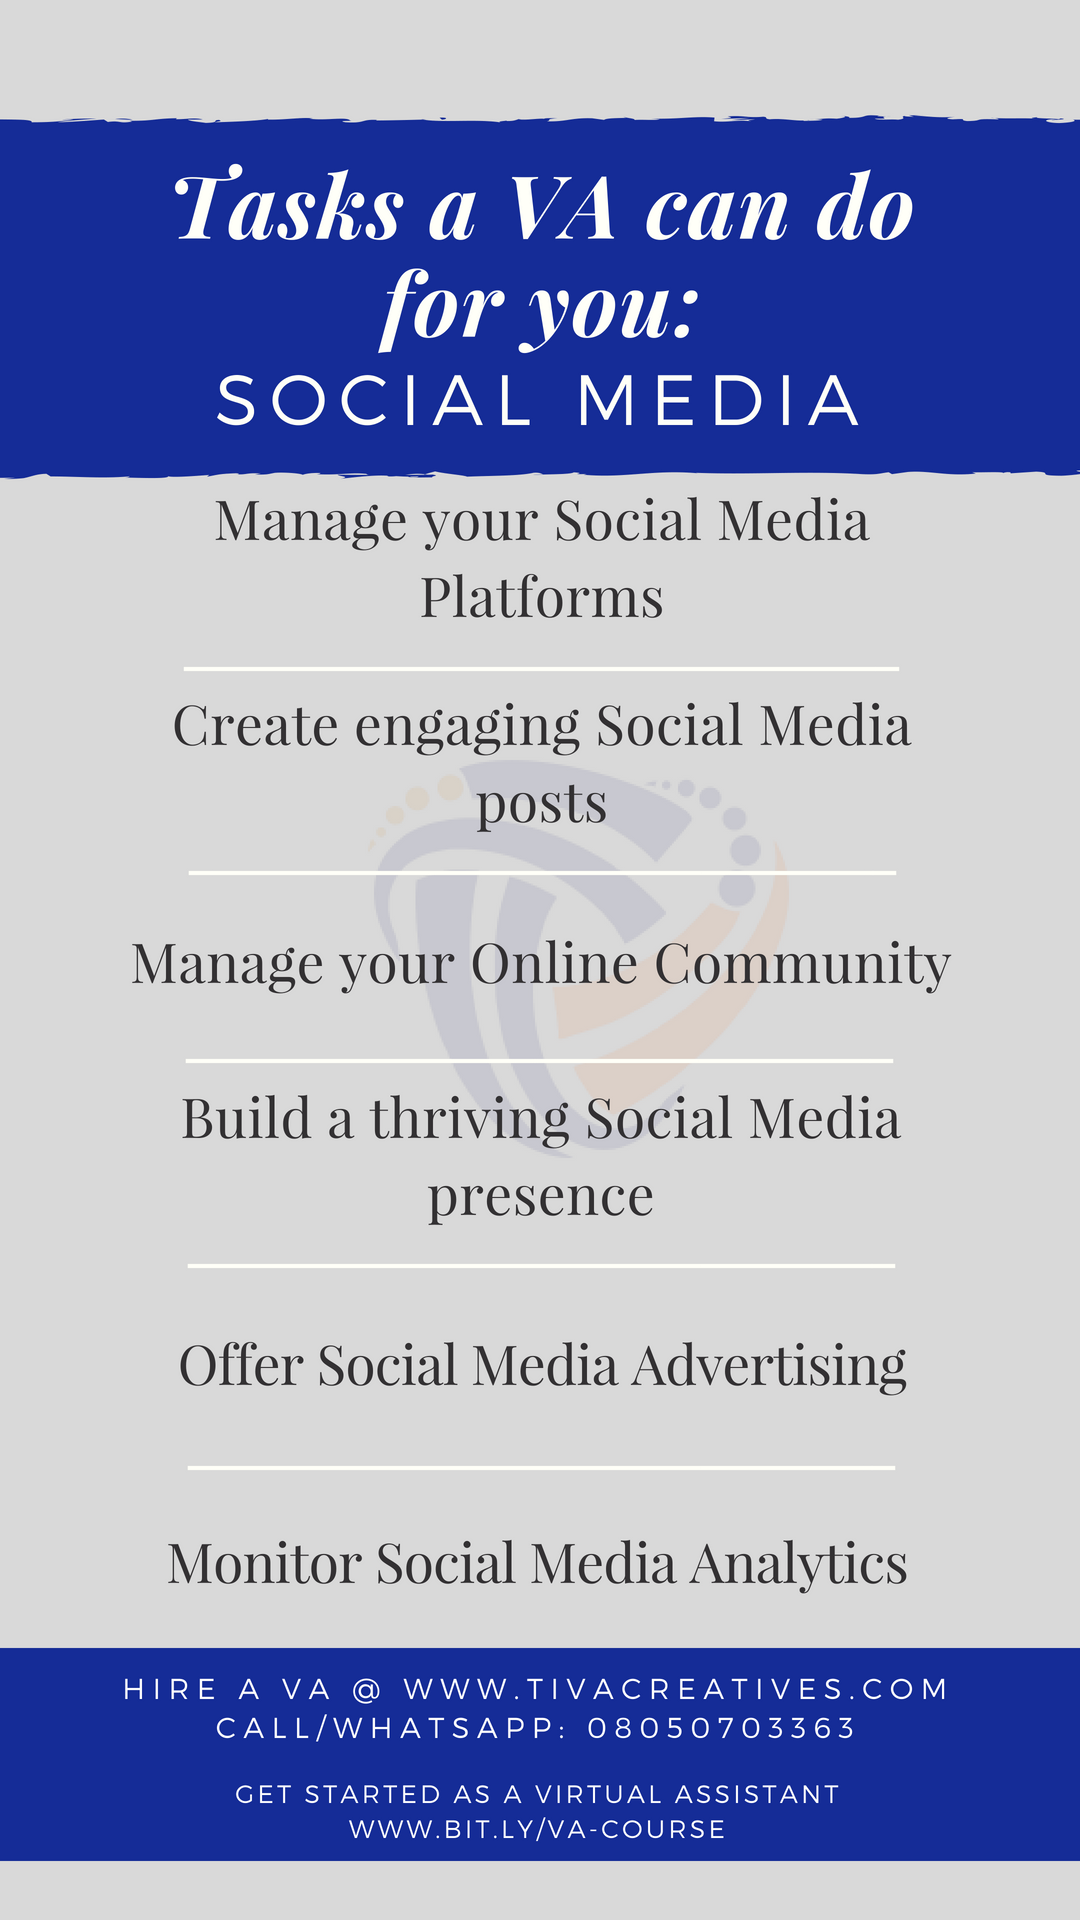 Tasks a VA can do
for you:
SOCIAL MEDIA
Manage your Social Media
Platforms
Create engaging Social Media
posts
Manage your Online Community
Build a thriving Social Media
presence
Offer Social Media Advertising
Monitor Social Media Analytics
HIRE A VA @ WWW.TIVACREATIVES.COM
CALL/WHATSAPP: 08050703363
GET STARTED AS A VIRTUAL ASSISTANT
WWW.BIT.LY/VA-COURSE